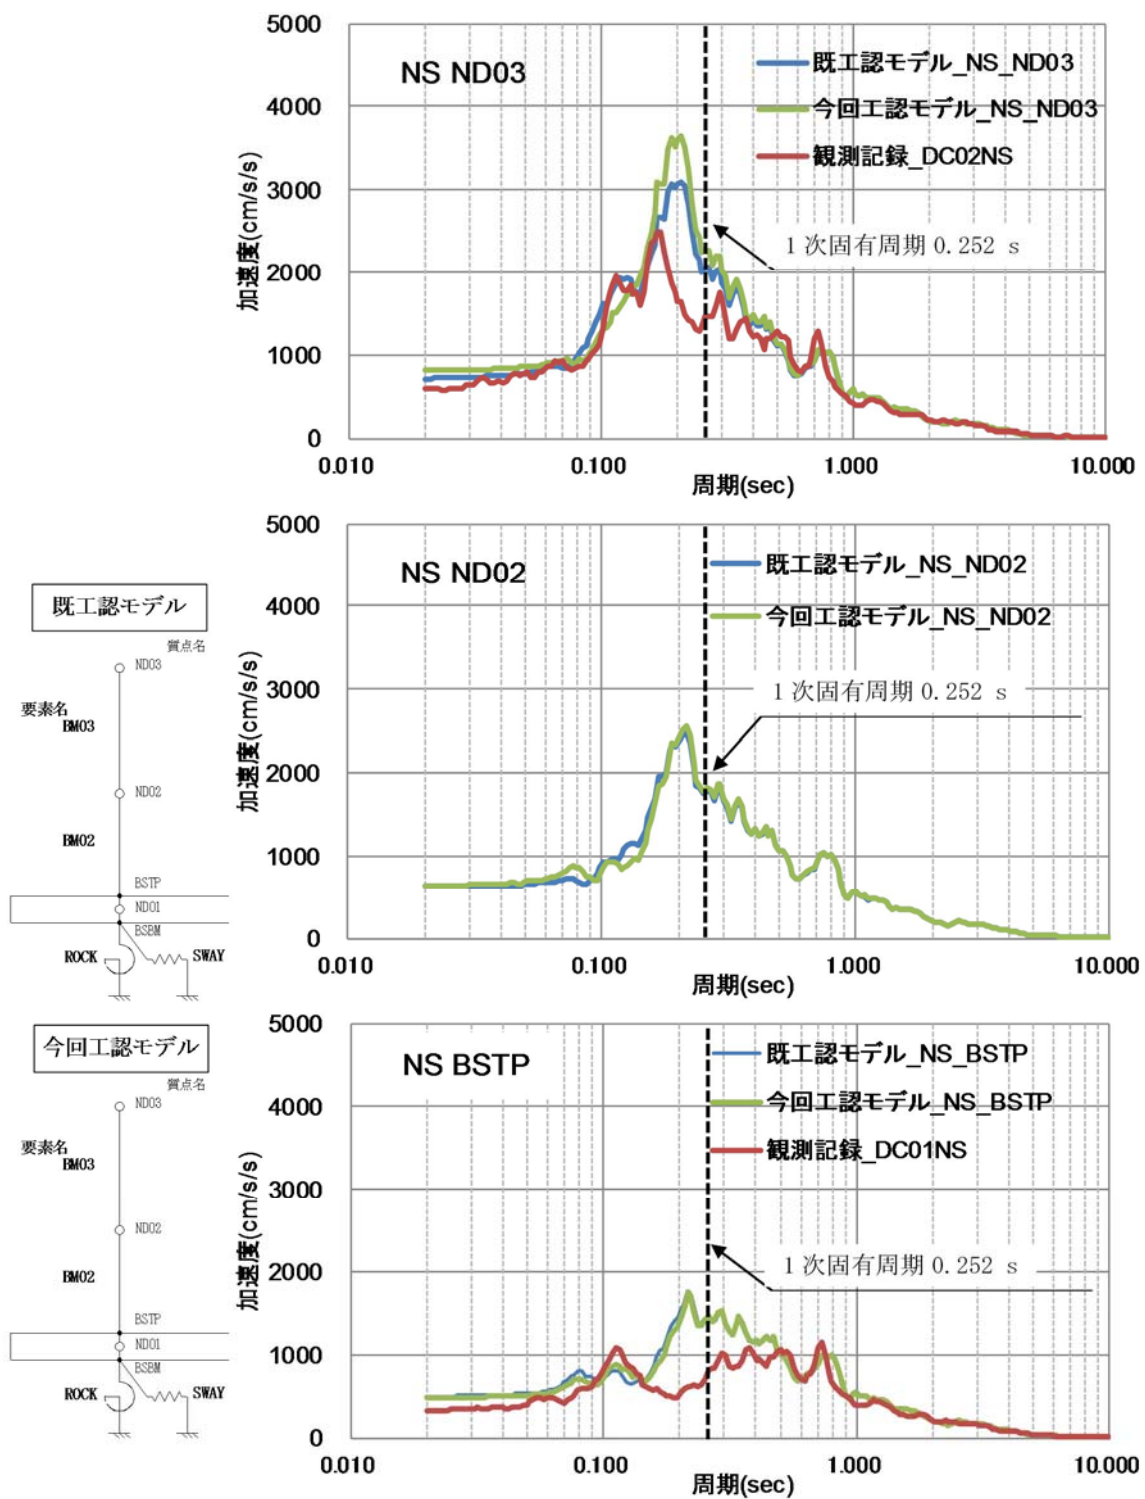 5000
4000
3000
2000
1000
0
加速度(cm/s/s)
NS ND03
既工認モデル_NS_ND03
今回工認モデル_NS_ND03
観測記録_DC02NS
1次固有周期 0.252 s
0.010
0.100
1.000
10.000
周期(sec)
5000
4000
3000
2000
1000
0
加速度(cm/s/s)
NS ND02
既工認モデル_NS_ND02
今回工認モデル_NS_ND02
1次固有周期 0.252 s
0.010
0.100
1.000
10.000
周期(sec)
既工認モデル
質点名
ND03
要素名
BM03
ND02
BM02
BSTP
ND01
BSBM
ROCK
SWAY
5000
4000
3000
2000
1000
0
加速度(cm/s/s)
NS BSTP
既工認モデル_NS_BSTP
今回工認モデル_NS_BSTP
観測記録_DC01NS
1次固有周期 0.252 s
0.010
0.100
1.000
10.000
周期(sec)
今回工認モデル
質点名
ND03
要素名
BM03
ND02
BM02
BSTP
ND01
BSBM
ROCK
SWAY